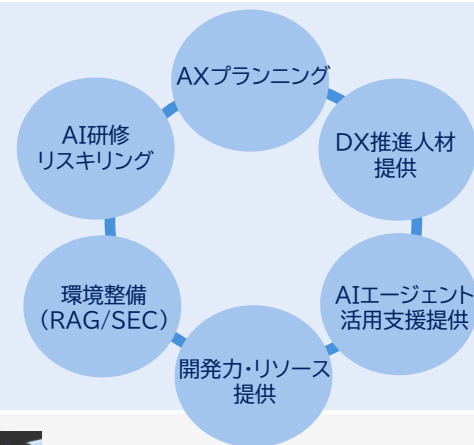 AXプランニング
DX推進人材
提供
AIエージェント
活用支援提供
開発力・リソース
提供
環境整備
（RAG/SEC）
AI研修
リスキリング